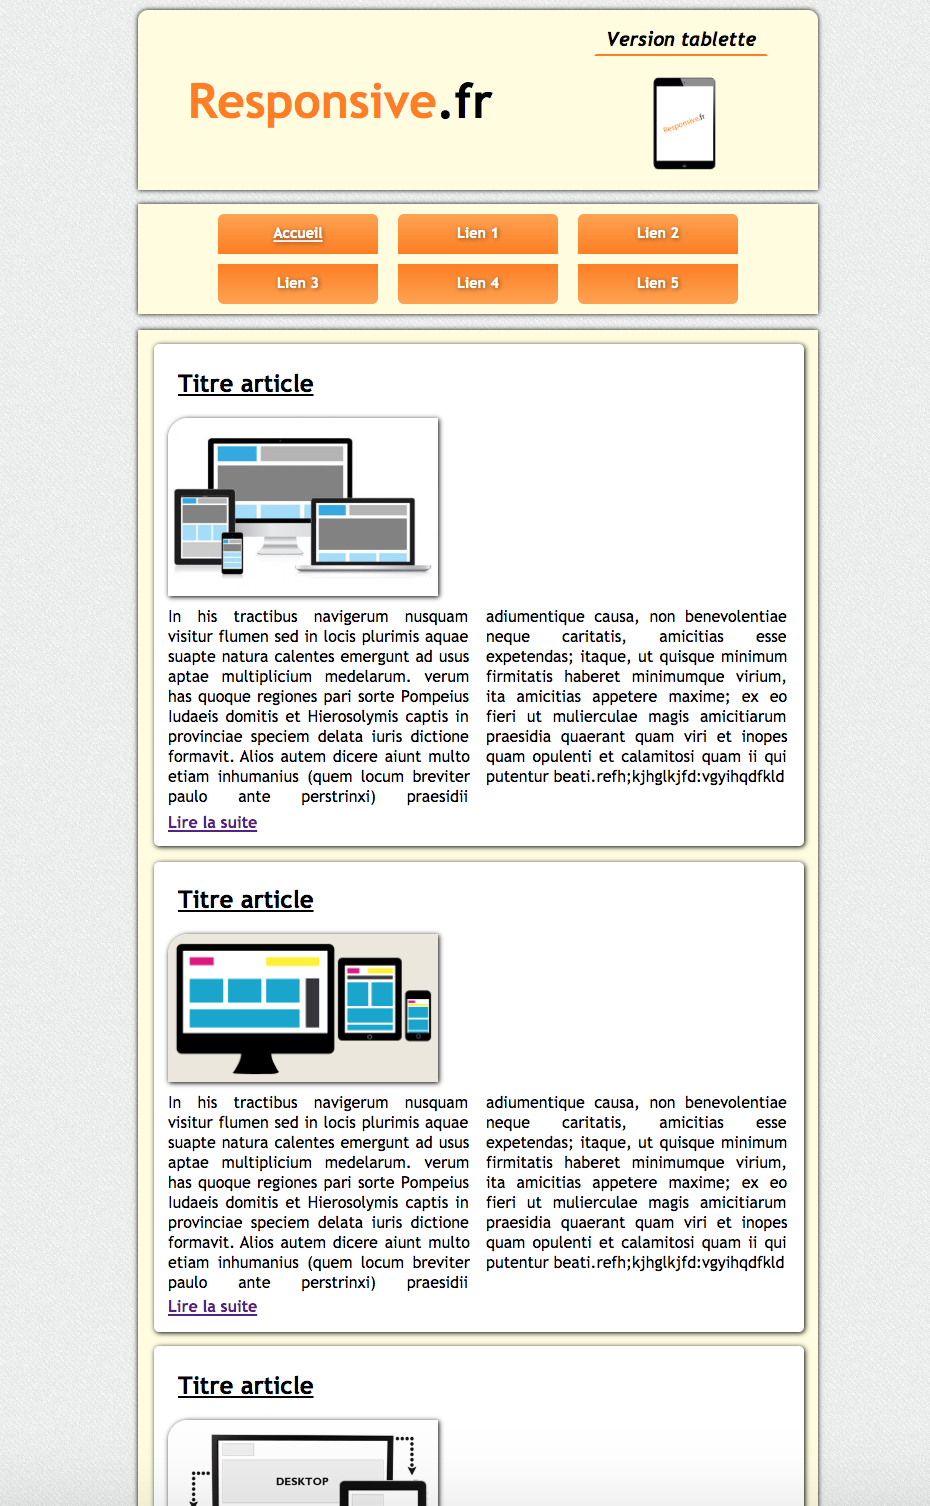 Version tablette
Responsive.fr
Responsive.fr
Accueil
Lien 1
Lien 2
Lien 3
Lien 4
Lien 5
Titre article
In his tractibus navigerum nusquam
visitur flumen sed in locis plurimis aquae
suapte natura calentes emergunt ad usus
aptae multiplicium medelarum. verum
has quoque regiones pari sorte Pompeius
Iudaeis domitis et Hierosolymis captis in
provinciae speciem delata iuris dictione
formavit. Alios autem dicere aiunt multo
etiam inhumanius (quem locum breviter
paulo ante perstrinxi) praesidii
adiumentique causa, non benevolentiae
neque caritatis, amicitias esse
expetendas; itaque, ut quisque minimum
firmitatis haberet minimumque virium,
ita amicitias appetere maxime; ex eo
fieri ut mulierculae magis amicitiarum
praesidia quaerant quam viri et inopes
quam opulenti et calamitosi quam ii qui
putentur beati.refh;kjhglkjfd:vgyihqdfkld
Lire la suite
Titre article
In his tractibus navigerum nusquam
visitur flumen sed in locis plurimis aquae
suapte natura calentes emergunt ad usus
aptae multiplicium medelarum. verum
has quoque regiones pari sorte Pompeius
Iudaeis domitis et Hierosolymis captis in
provinciae speciem delata iuris dictione
formavit. Alios autem dicere aiunt multo
etiam inhumanius (quem locum breviter
paulo ante perstrinxi) praesidii
adiumentique causa, non benevolentiae
neque caritatis, amicitias esse
expetendas; itaque, ut quisque minimum
firmitatis haberet minimumque virium,
ita amicitias appetere maxime; ex eo
fieri ut mulierculae magis amicitiarum
praesidia quaerant quam viri et inopes
quam opulenti et calamitosi quam ii qui
putentur beati.refh;kjhglkjfd:vgyihqdfkld
Lire la suite
Titre article
DESKTOP